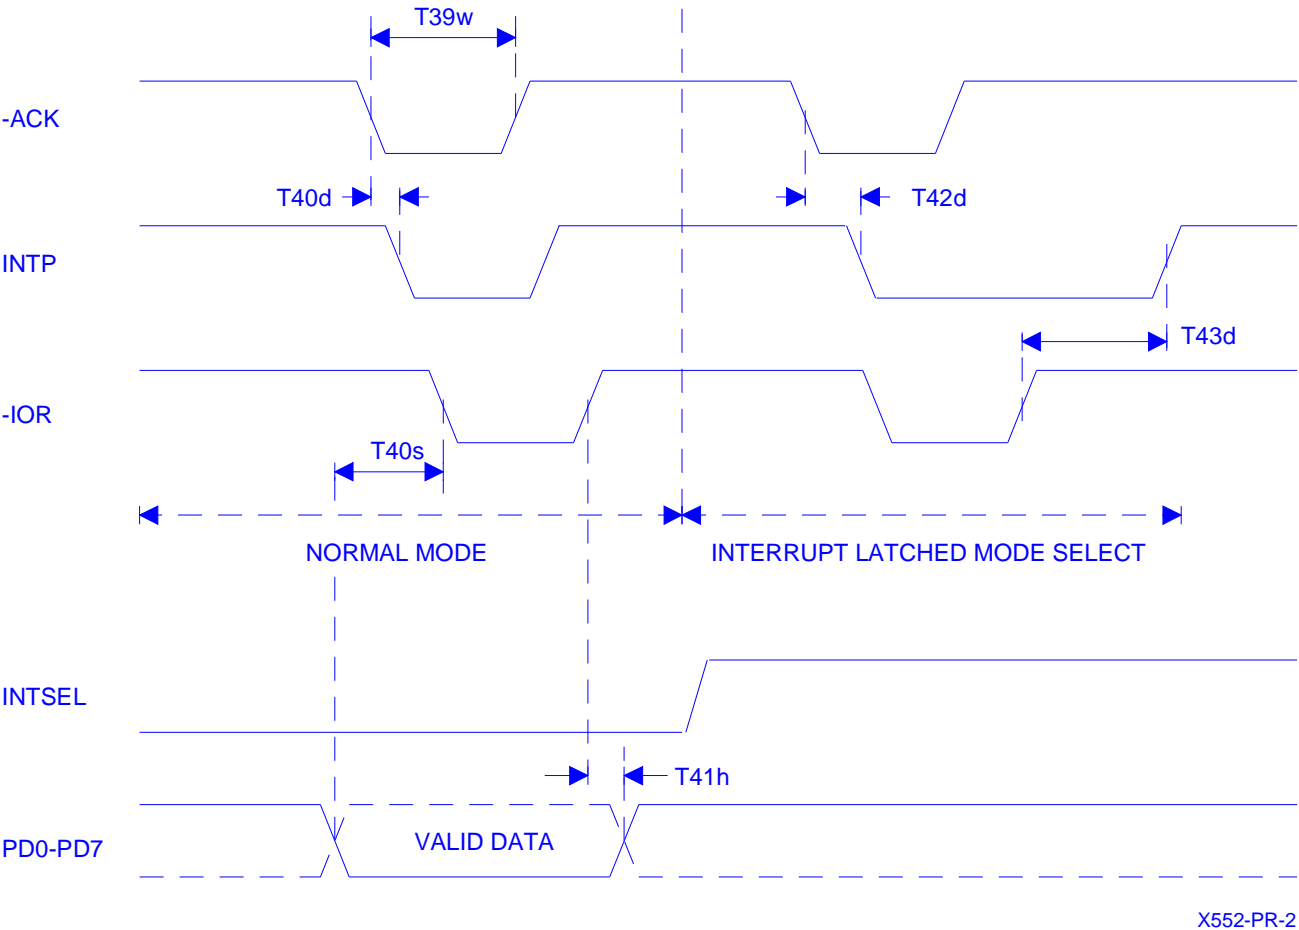 T39w
-ACK
T40d
T42d
INTP
T43d
-IOR
T40s
NORMAL MODE
INTERRUPT LATCHED MODE SELECT
INTSEL
T41h
PD0-PD7
VALID DATA
X552-PR-2